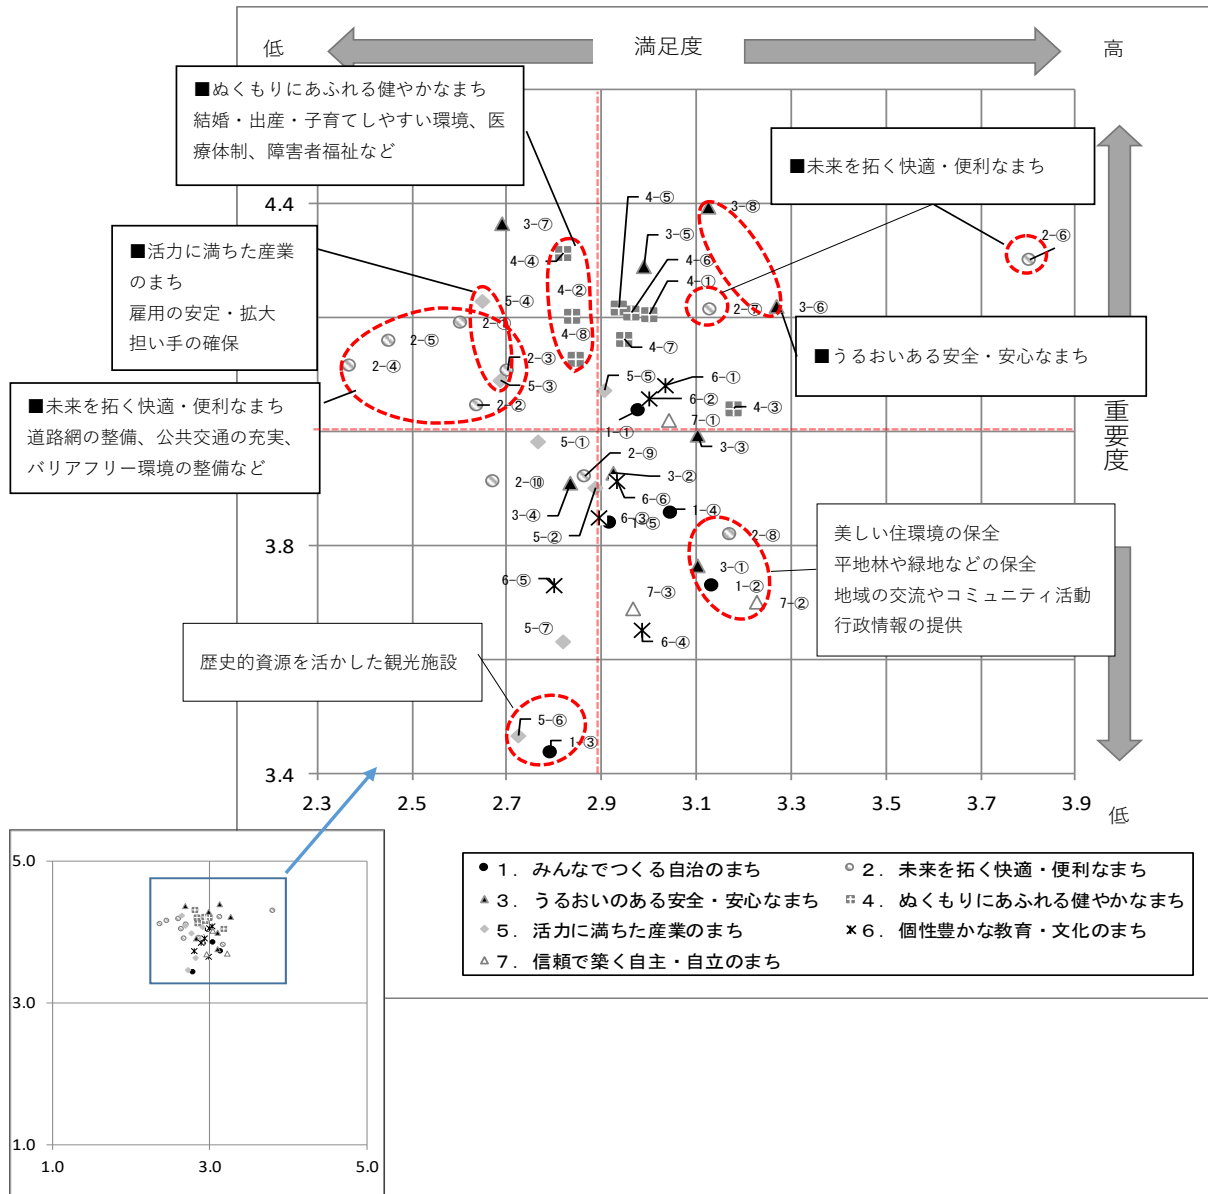 低
満足度
高
■ぬくもりにあふれる健やかなまち
結婚・出産・子育てしやすい環境、医
療体制、障害者福祉など
■未来を拓く快適・便利なまち
■活力に満ちた産業
のまち
雇用の安定・拡大
担い手の確保
■未来を拓く快適・便利なまち
道路網の整備、公共交通の充実、
バリアフリー環境の整備など
■うるおいある安全・安心なまち
重要度
美しい住環境の保全
平地林や緑地などの保全
地域の交流やコミュニティ活動
行政情報の提供
歴史的資源を活かした観光施設
4.4
3.8
3.4
3-⑦
4-④
4-②
4-⑧
4-⑤
3-⑤
4-⑥
4-①
4-⑦
3-⑧
2-⑥
2-⑦
3-⑥
5-④
2-①
2-⑤
2-④
2-③
5-③
2-②
5-⑤
6-①
6-②
4-③
1-①
7-①
3-③
5-①
2-⑨
2-⑩
3-②
3-④
6-⑥
5-②
6-③
1-⑤
1-④
2-⑧
3-①
1-②
7-②
6-⑤
7-③
5-⑦
6-④
5-⑥
1-③
2.3
2.5
2.7
2.9
3.1
3.3
3.5
3.7
3.9
低
1．みんなでつくる自治のまち
2．未来を拓く快適・便利なまち
3．うるおいのある安全・安心なまち
4．ぬくもりにあふれる健やかなまち
5．活力に満ちた産業のまち
6．個性豊かな教育・文化のまち
7．信頼で築く自主・自立のまち
5.0
3.0
1.0
1.0
3.0
5.0